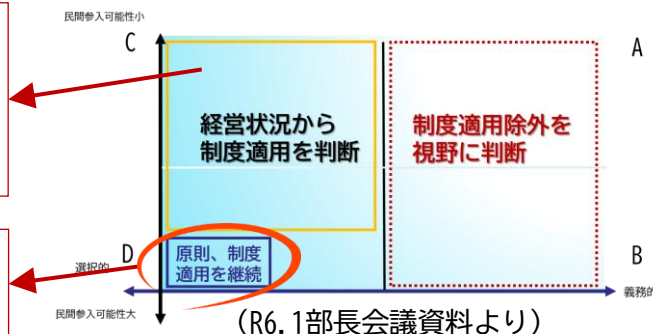 民間参入可能性小
C
A
経営状況から
制度適用を判断
制度適用除外を
視野に判断
D
選択的
原則、制度
適用を継続
B
義務的
民間参入可能性大
（R6.1部長会議資料より）